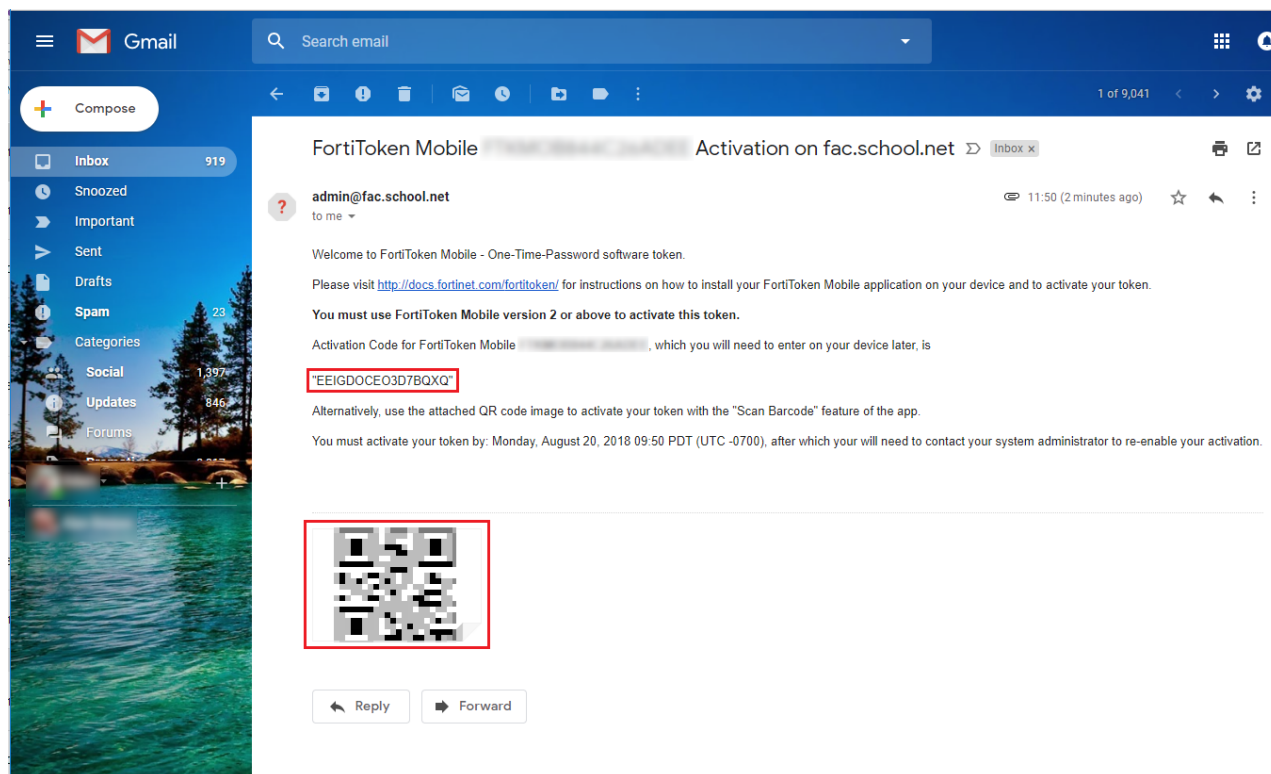 Gmail
Search email
Compose
1 of 9,041
Inbox 919
Snoozed
Important
Sent
Drafts
Spam 23
Categories
Social 1,397
Updates 846
Forums
FortiToken Mobile Activation on fac.school.net Inbox x
admin@fac.school.net 11:50 (2 minutes ago)
to me
Welcome to FortiToken Mobile - One-Time-Password software token.
Please visit http://docs.fortinet.com/fortitoken/ for instructions on how to install your FortiToken Mobile application on your device and to activate your token.
You must use FortiToken Mobile version 2 or above to activate this token.
Activation Code for FortiToken Mobile , which you will need to enter on your device later, is
"EEIGDOCEO3D7BQXQ"
Alternatively, use the attached QR code image to activate your token with the "Scan Barcode" feature of the app.
You must activate your token by: Monday, August 20, 2018 09:50 PDT (UTC -0700), after which your will need to contact your system administrator to re-enable your activation.
Reply
Forward